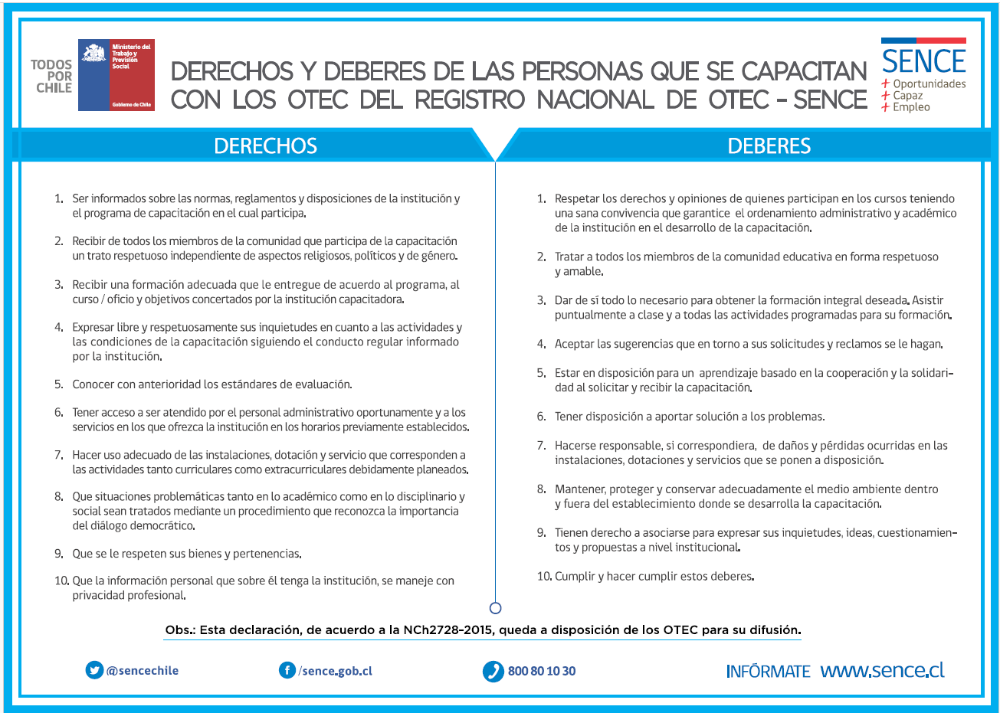 TODOS
POR
CHILE
Ministerio del
Trabajo y
Previsión
Social
Gobierno de Chile
DERECHOS Y DEBERES DE LAS PERSONAS QUE SE CAPACITAN
CON LOS OTEC DEL REGISTRO NACIONAL DE OTEC – SENCE
SENCE
+ Oportunidades
+ Capaz
+ Empleo
DERECHOS
1. Ser informados sobre las normas, reglamentos y disposiciones de la institución y
el programa de capacitación en el cual participa.
2. Recibir de todos los miembros de la comunidad que participa de la capacitación
un trato respetuoso independiente de aspectos religiosos, políticos y de género.
3. Recibir una formación adecuada que le entregue de acuerdo al programa, al
curso / oficio y objetivos concertados por la institución capacitadora.
4. Expresar libre y respetuosamente sus inquietudes en cuanto a las actividades y
las condiciones de la capacitación siguiendo el conducto regular informado
por la institución.
5. Conocer con anterioridad los estándares de evaluación.
6. Tener acceso a ser atendido por el personal administrativo oportunamente y a los
servicios en los que ofrezca la institución en los horarios previamente establecidos.
7. Hacer uso adecuado de las instalaciones, dotación y servicio que corresponden a
las actividades tanto curriculares como extracurriculares debidamente planeados.
8. Que situaciones problemáticas tanto en lo académico como en lo disciplinario y
social sean tratados mediante un procedimiento que reconozca la importancia
del diálogo democrático.
9. Que se le respeten sus bienes y pertenencias.
10. Que la información personal que sobre él tenga la institución, se maneje con
privacidad profesional.
DEBERES
1. Respetar los derechos y opiniones de quienes participan en los cursos teniendo
una sana convivencia que garantice el ordenamiento administrativo y académico
de la institución en el desarrollo de la capacitación.
2. Tratar a todos los miembros de la comunidad educativa en forma respetuoso
y amable.
3. Dar de sí todo lo necesario para obtener la formación integral deseada. Asistir
puntualmente a clase y a todas las actividades programadas para su formación.
4. Aceptar las sugerencias que en torno a sus solicitudes y reclamos se le hagan.
5. Estar en disposición para un aprendizaje basado en la cooperación y la solidari-
dad al solicitar y recibir la capacitación.
6. Tener disposición a aportar solución a los problemas.
7. Hacerse responsable, si correspondiera, de daños y pérdidas ocurridas en las
instalaciones, dotaciones y servicios que se ponen a disposición.
8. Mantener, proteger y conservar adecuadamente el medio ambiente dentro
y fuera del establecimiento donde se desarrolla la capacitación.
9. Tienen derecho a asociarse para expresar sus inquietudes, ideas, cuestionamien-
tos y propuestas a nivel institucional.
10. Cumplir y hacer cumplir estos deberes.
Obs.: Esta declaración, de acuerdo a la NCh2728-2015, queda a disposición de los OTEC para su difusión.
@sencechile
/sence.gob.cl
800 80 10 30
INFÓRMATE www.sence.cl